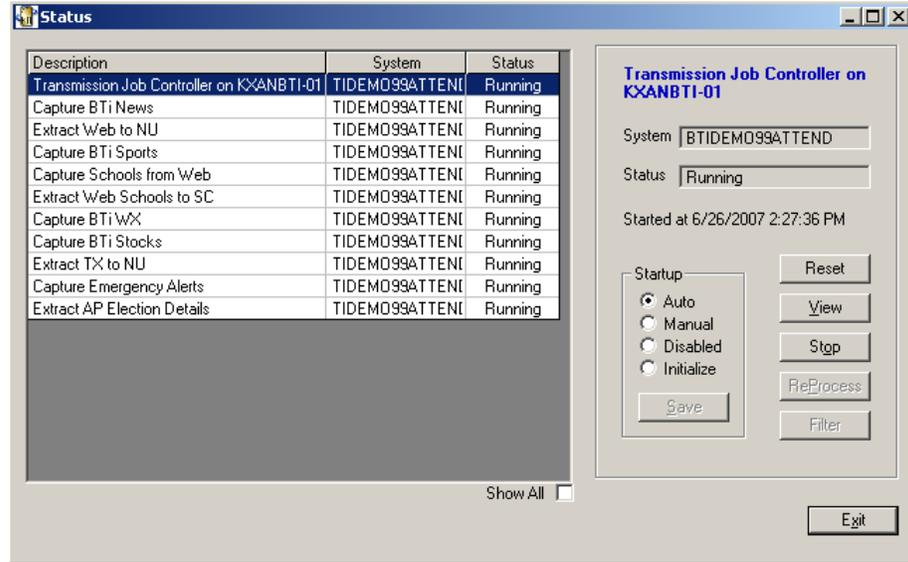 Status
Description System Status
Transmission Job Controller on KXANBTI-01 TIDEMO99ATTEND Running
Capture BTi News TIDEMO99ATTEND Running
Extract Web to NU TIDEMO99ATTEND Running
Capture BTi Sports TIDEMO99ATTEND Running
Capture Schools from Web TIDEMO99ATTEND Running
Extract Web Schools to SC TIDEMO99ATTEND Running
Capture BTi WX TIDEMO99ATTEND Running
Capture BTi Stocks TIDEMO99ATTEND Running
Extract TX to NU TIDEMO99ATTEND Running
Capture Emergency Alerts TIDEMO99ATTEND Running
Extract AP Election Details TIDEMO99ATTEND Running
Show All
Transmission Job Controller on
KXANBTI-01
System BTIDEMO99ATTEND
Status Running
Started at 6/26/2007 2:27:36 PM
Startup
Auto
Manual
Disabled
Initialize
Save
Reset
View
Stop
ReProcess
Filter
Exit